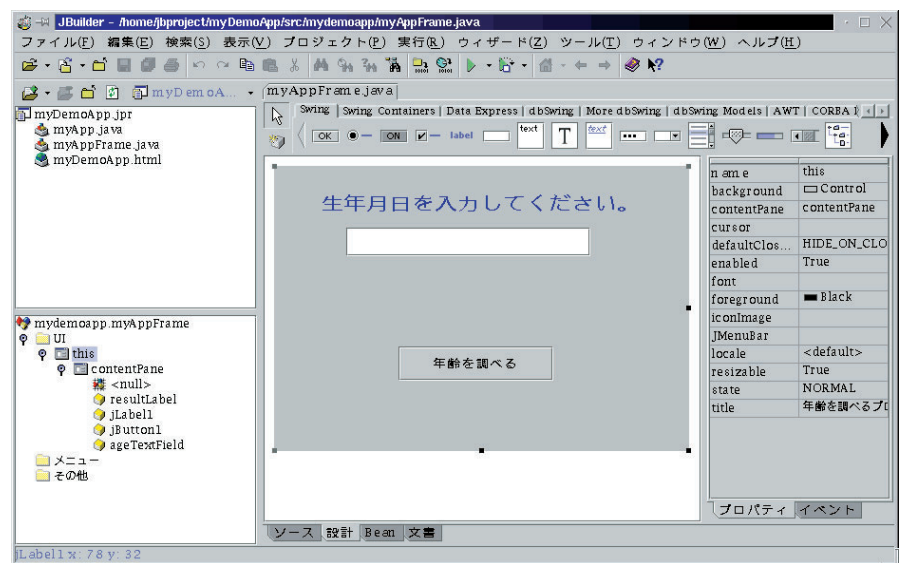 JBuilder - /home/jbproject/myDemoApp/src/mydemoapp/myAppFrame.java
ファイル(F) 編集(E) 検索(S) 表示(V) プロジェクト(P) 実行(R) ウィザード(Z) ツール(T) ウィンドウ(W) ヘルプ(H)
myDemoA...
myAppFrame.java
myDemoApp.jpr
myApp.java
myAppFrame.java
myDemoApp.html
Swing Swing Containers Data Express dbSwing More dbSwing dbSwing Models AWT CORBA
OK ON label text T text
生年月日を入力してください。
年齢を調べる
name this
background Control
contentPane contentPane
cursor
defaultClos... HIDE_ON_CLO
enabled True
font
foreground Black
iconImage
JMenuBar
locale <default>
resizable True
state NORMAL
title 年齢を調べるプロ
mydemoapp.myAppFrame
UI
this
contentPane
<null>
resultLabel
jLabel1
jButton1
ageTextField
メニュー
その他
プロパティ イベント
ソース 設計 Bean 文書
jLabel1 x: 78 y: 32